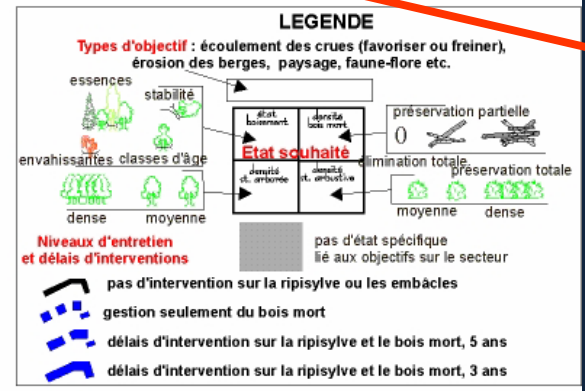 LEGENDE
Types d'objectif : écoulement des crues (favoriser ou freiner),
érosion des berges, paysage, faune-flore etc.
essences
stabilité
état
boisement
densité
bois mort
préservation partielle
0
Etat souhaité
envahissantes classes d'âge
élimination totale
préservation totale
densité
st. arborée
densité
st. arbustive
dense
moyenne
moyenne
dense
Niveaux d'entretien
et délais d'interventions
pas d'état spécifique
lié aux objectifs sur le secteur
pas d'intervention sur la ripisylve ou les embâcles
gestion seulement du bois mort
délais d'intervention sur la ripisylve et le bois mort, 5 ans
délais d'intervention sur la ripisylve et le bois mort, 3 ans